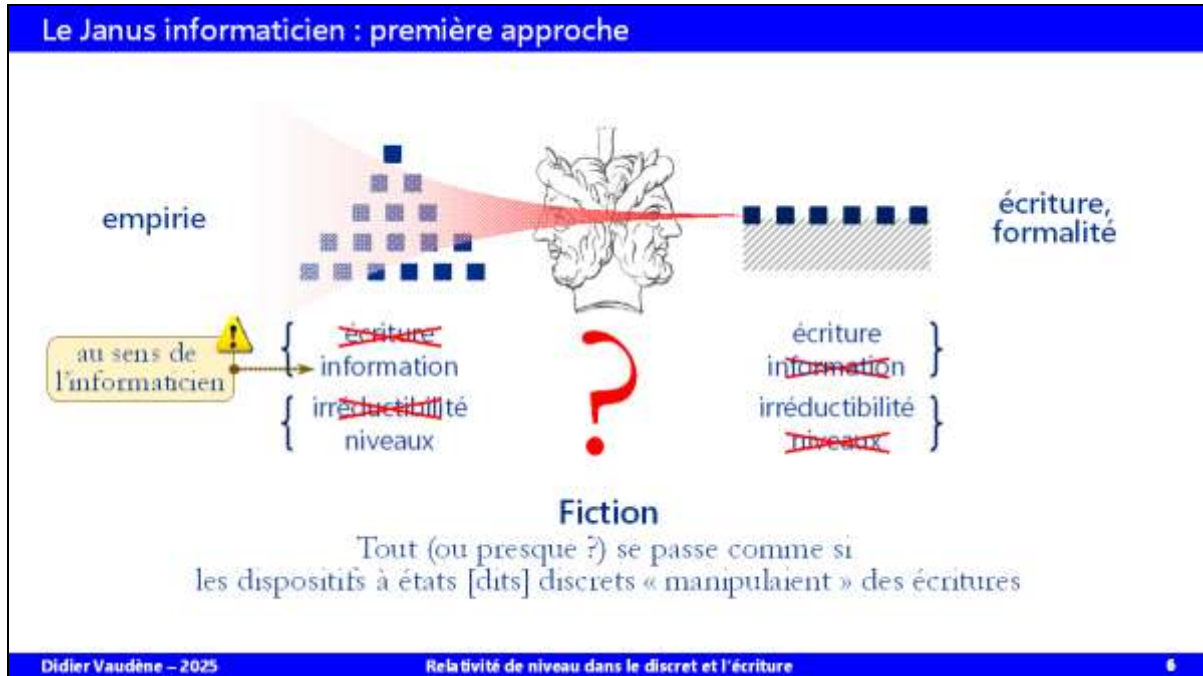 Le Janus informaticien : première approche
empirie
écriture,
formalité
au sens de
l'informaticien
écriture
information
irréductibilité
niveaux
?
écriture
information
irréductibilité
niveaux
Fiction
Tout (ou presque ?) se passe comme si
les dispositifs à états [dits] discrets « manipulaient » des écritures
Didier Vaudène – 2025 Relativité de niveau dans le discret et l'écriture 6